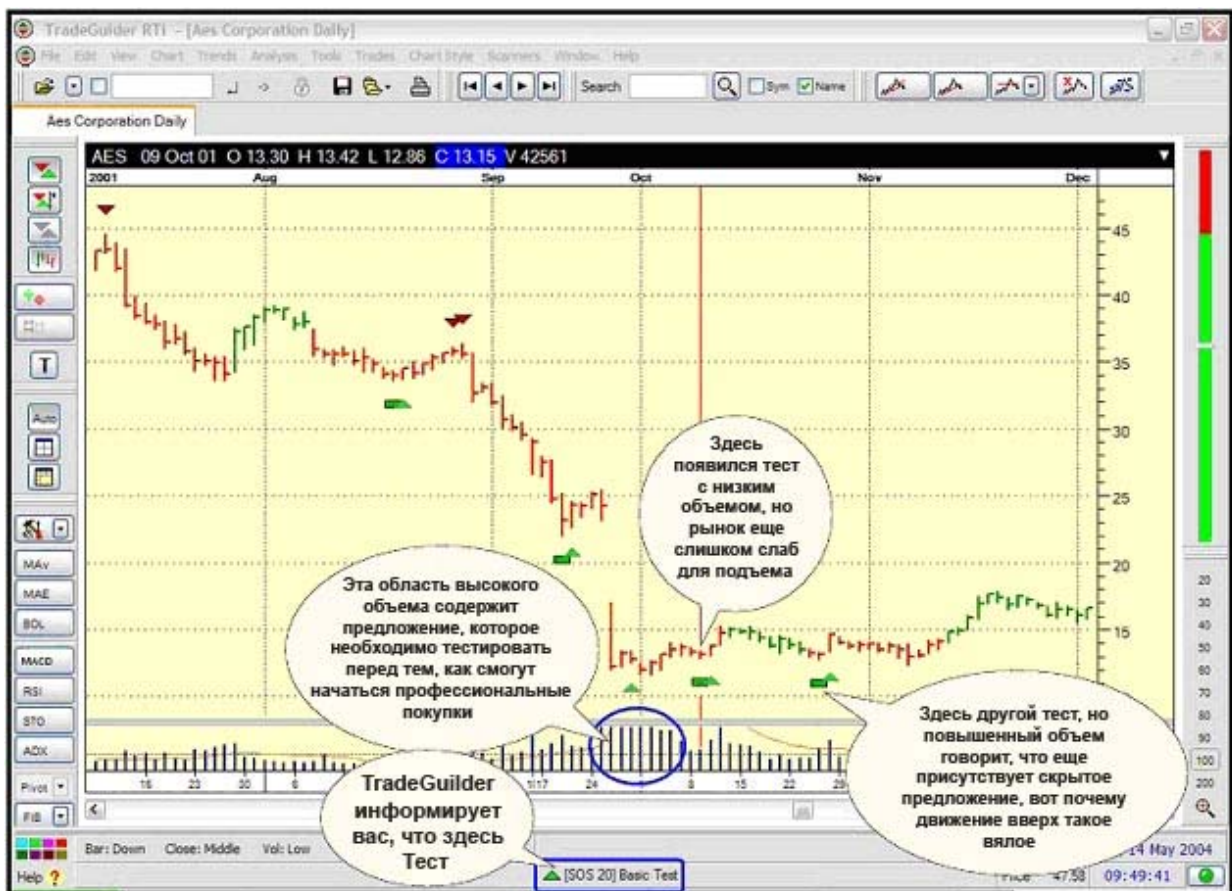 TradeGuilder RTi - [Aes Corporation Daily]
File Edit View Chart Trends Analysis Tools Trades Chart Style Scanners Window Help
Search Sym Name
Aes Corporation Daily
AES 09 Oct 01 O 13.30 H 13.42 L 12.86 C 13.15 V 42561
2001 Aug Sep Oct Nov Dec
45
40
35
30
25
20
15
T
Auto
MAv
MAE
BOL
MACD
RSI
STO
ADX
Pivot
FIB
Здесь
появился тест
с низким
объемом, но
рынок еще
слишком слаб
для подъема
Эта область высокого
объема содержит
предложение, которое
необходимо тестировать
перед тем, как смогут
начаться профессиональные
покупки
Здесь другой тест, но
повышенный объем
говорит, что еще
присутствует скрытое
предложение, вот почему
движение вверх такое
вялое
TradeGuilder
информирует
вас, что здесь
Тест
16 23 30 6 17 24 8 15 22
20
30
40
50
60
70
80
90
100
200
Bar: Down Close: Middle Vol: Low
14 May 2004
Help ?
[SOS 20] Basic Test
47.58 09:49:41